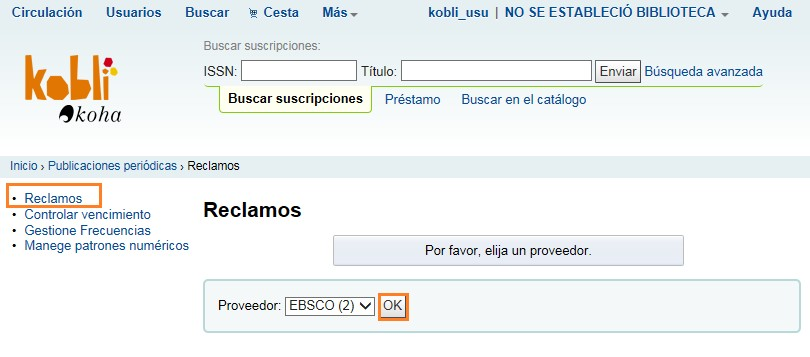 Circulación Usuarios Buscar Cesta Más kobli_usu | NO SE ESTABLECIÓ BIBLIOTECA Ayuda
kobli
koha
Buscar suscripciones:
ISSN: Título: Enviar Búsqueda avanzada
Buscar suscripciones Préstamo Buscar en el catálogo
Inicio › Publicaciones periódicas › Reclamos
• Reclamos
• Controlar vencimiento
• Gestione Frecuencias
• Manege patrones numéricos
Reclamos
Por favor, elija un proveedor.
Proveedor: EBSCO (2) OK